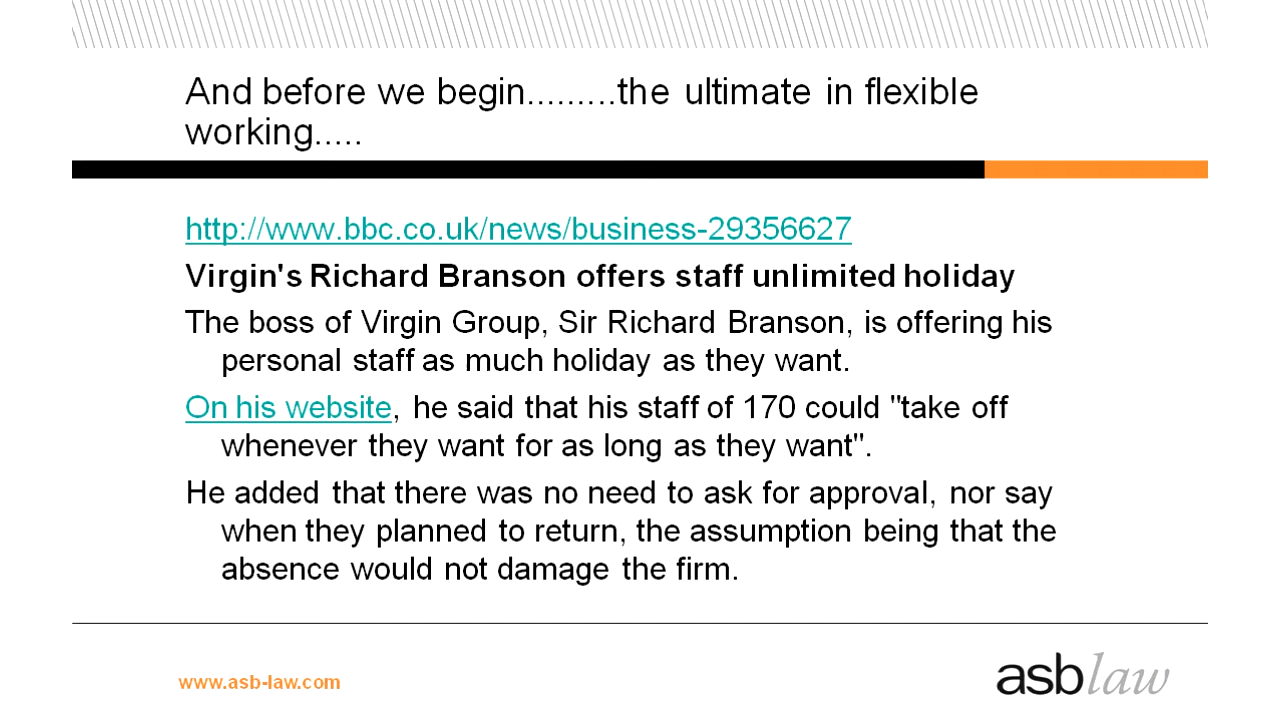 And before we begin.........the ultimate in flexible
working.....
http://www.bbc.co.uk/news/business-29356627
Virgin's Richard Branson offers staff unlimited holiday
The boss of Virgin Group, Sir Richard Branson, is offering his
personal staff as much holiday as they want.
On his website, he said that his staff of 170 could "take off
whenever they want for as long as they want".
He added that there was no need to ask for approval, nor say
when they planned to return, the assumption being that the
absence would not damage the firm.
www.asb-law.com
asblaw